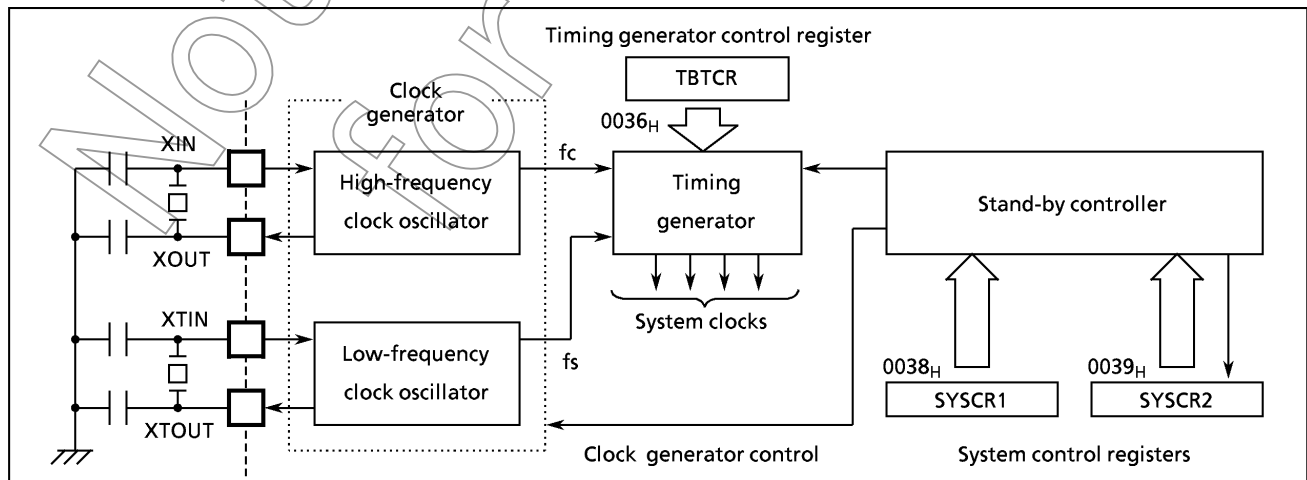 Timing generator control register
TBTCR
0036H
Clock
generator
XIN
XOUT
High-frequency
clock oscillator
fc
Timing
generator
Stand-by controller
System clocks
XTIN
XTOUT
Low-frequency
clock oscillator
fs
0038H
SYSCR1
0039H
SYSCR2
Clock generator control
System control registers
Not
for